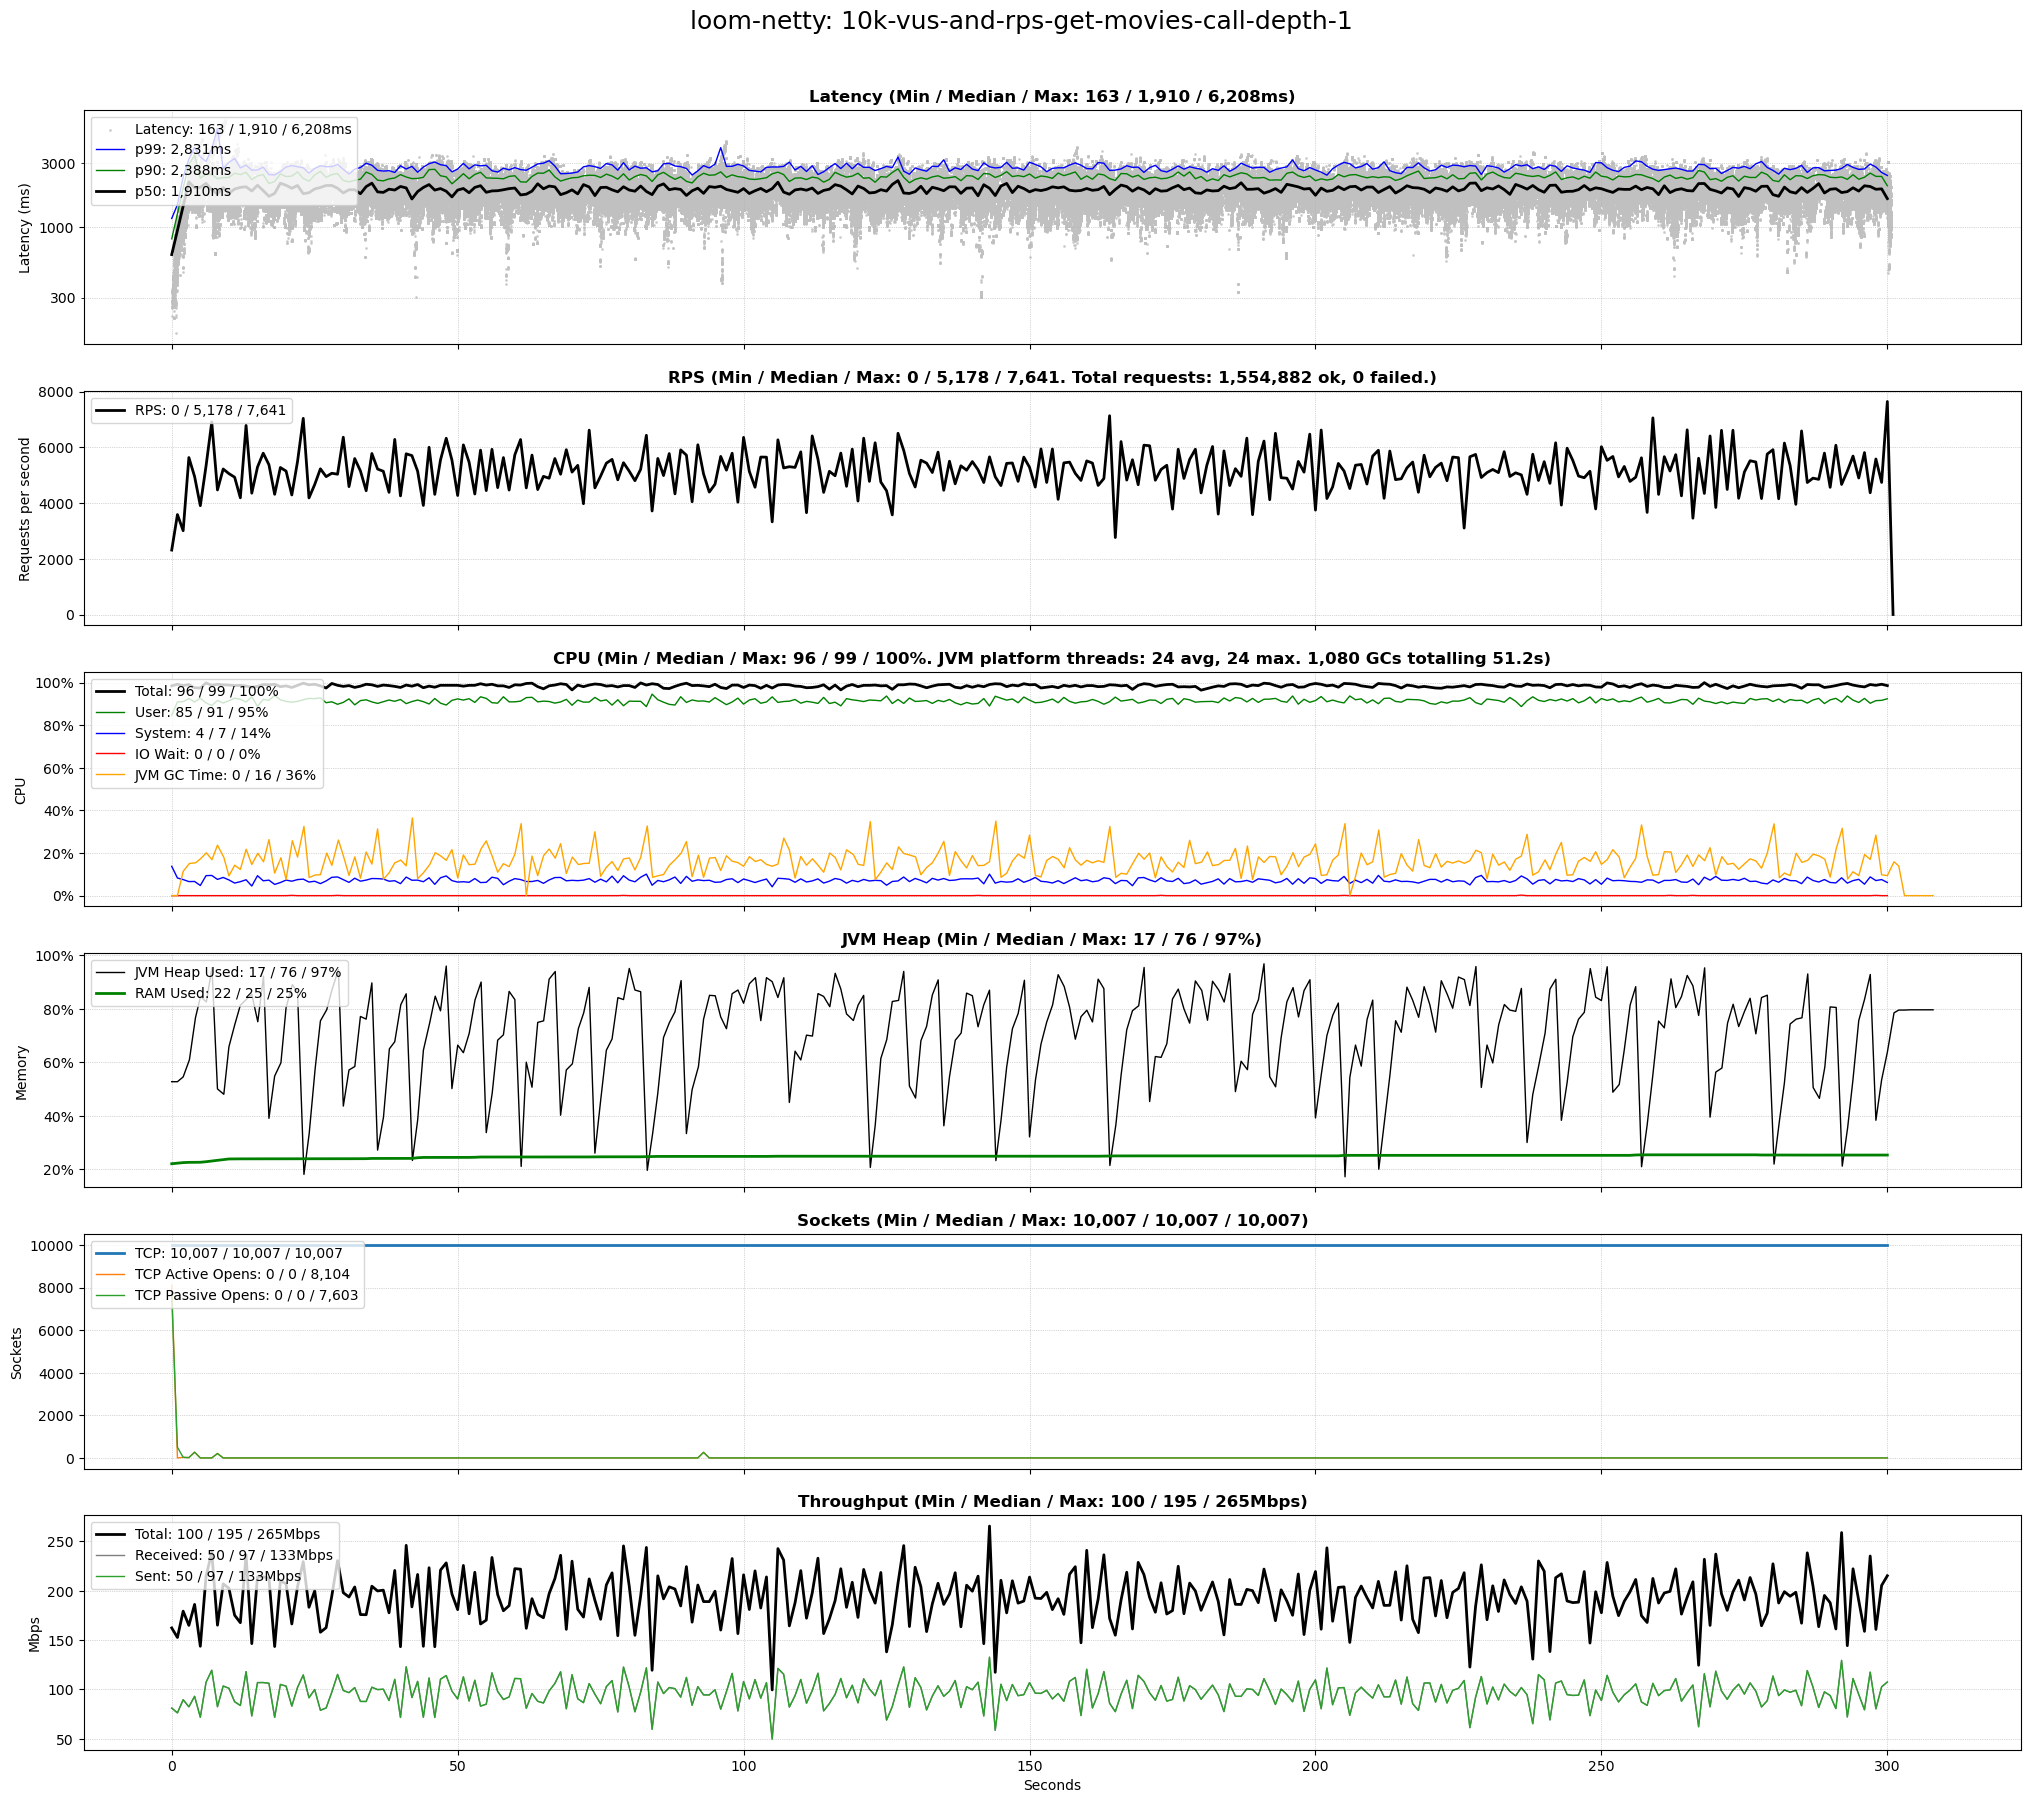 loom-netty: 10k-vus-and-rps-get-movies-call-depth-1
Latency (Min / Median / Max: 163 / 1,910 / 6,208ms)
Latency: 163 / 1,910 / 6,208ms
p99: 2,831ms
p90: 2,388ms
p50: 1,910ms
3000
1000
300
Latency (ms)
RPS (Min / Median / Max: 0 / 5,178 / 7,641. Total requests: 1,554,882 ok, 0 failed.)
RPS: 0 / 5,178 / 7,641
8000
6000
4000
2000
0
Requests per second
CPU (Min / Median / Max: 96 / 99 / 100%. JVM platform threads: 24 avg, 24 max. 1,080 GCs totalling 51.2s)
Total: 96 / 99 / 100%
User: 85 / 91 / 95%
System: 4 / 7 / 14%
IO Wait: 0 / 0 / 0%
JVM GC Time: 0 / 16 / 36%
100%
80%
60%
40%
20%
0%
CPU
JVM Heap (Min / Median / Max: 17 / 76 / 97%)
JVM Heap Used: 17 / 76 / 97%
RAM Used: 22 / 25 / 25%
100%
80%
60%
40%
20%
Memory
Sockets (Min / Median / Max: 10,007 / 10,007 / 10,007)
TCP: 10,007 / 10,007 / 10,007
TCP Active Opens: 0 / 0 / 8,104
TCP Passive Opens: 0 / 0 / 7,603
10000
8000
6000
4000
2000
0
Sockets
Throughput (Min / Median / Max: 100 / 195 / 265Mbps)
Total: 100 / 195 / 265Mbps
Received: 50 / 97 / 133Mbps
Sent: 50 / 97 / 133Mbps
250
200
150
100
50
Mbps
0 50 100 150 200 250 300
Seconds